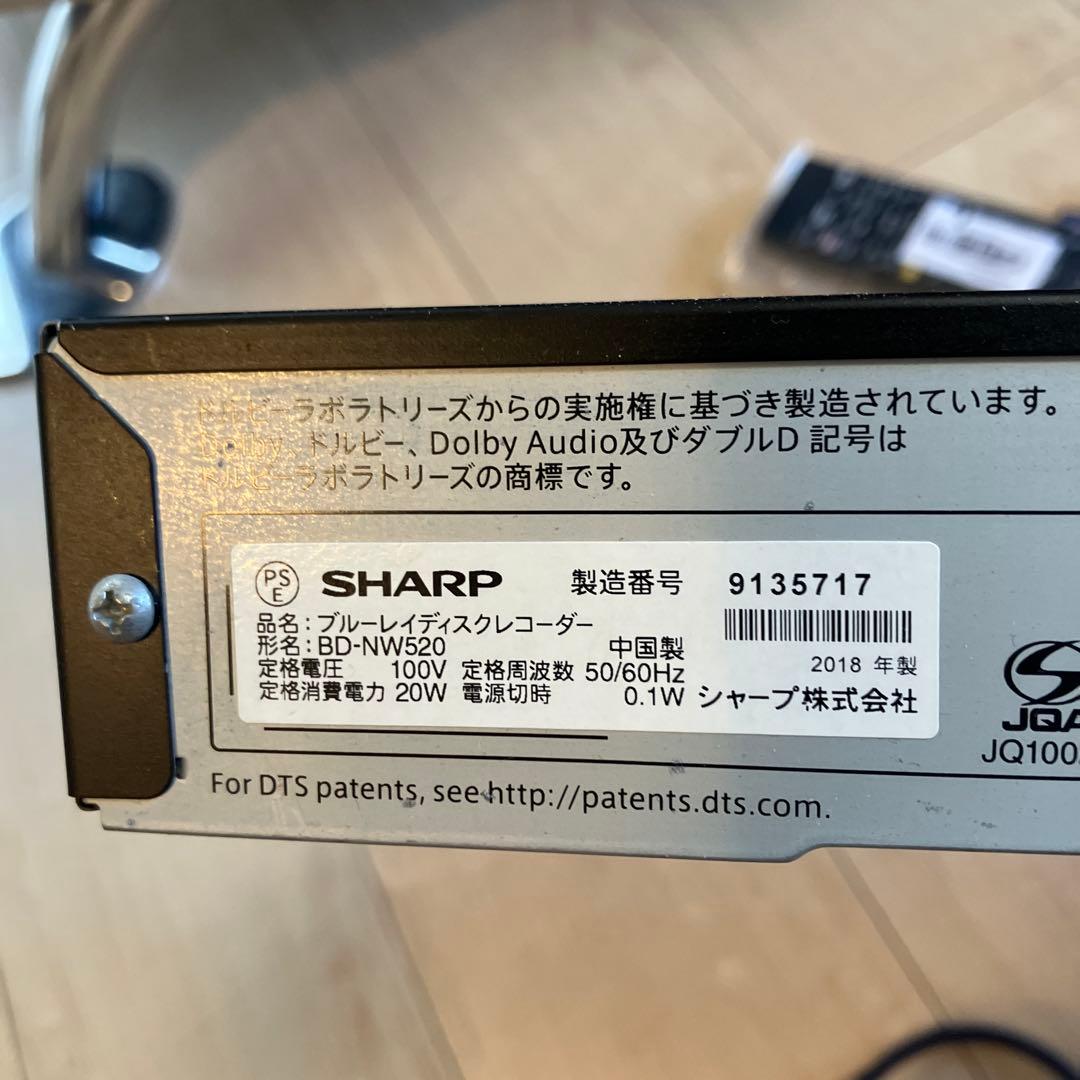 ドルビーラボラトリーズからの実施権に基づき製造されています。
Dolby、ドルビー、Dolby Audio及びダブルD 記号は
ドルビーラボラトリーズの商標です。
PS E SHARP 製造番号 9135717
品名：ブルーレイディスクレコーダー
形名：BD-NW520 中国製
定格電圧 100V 定格周波数 50/60Hz 2018 年製
定格消費電力 20W 電源切時 0.1W シャープ株式会社
JQA
JQ100
For DTS patents, see http://patents.dts.com.